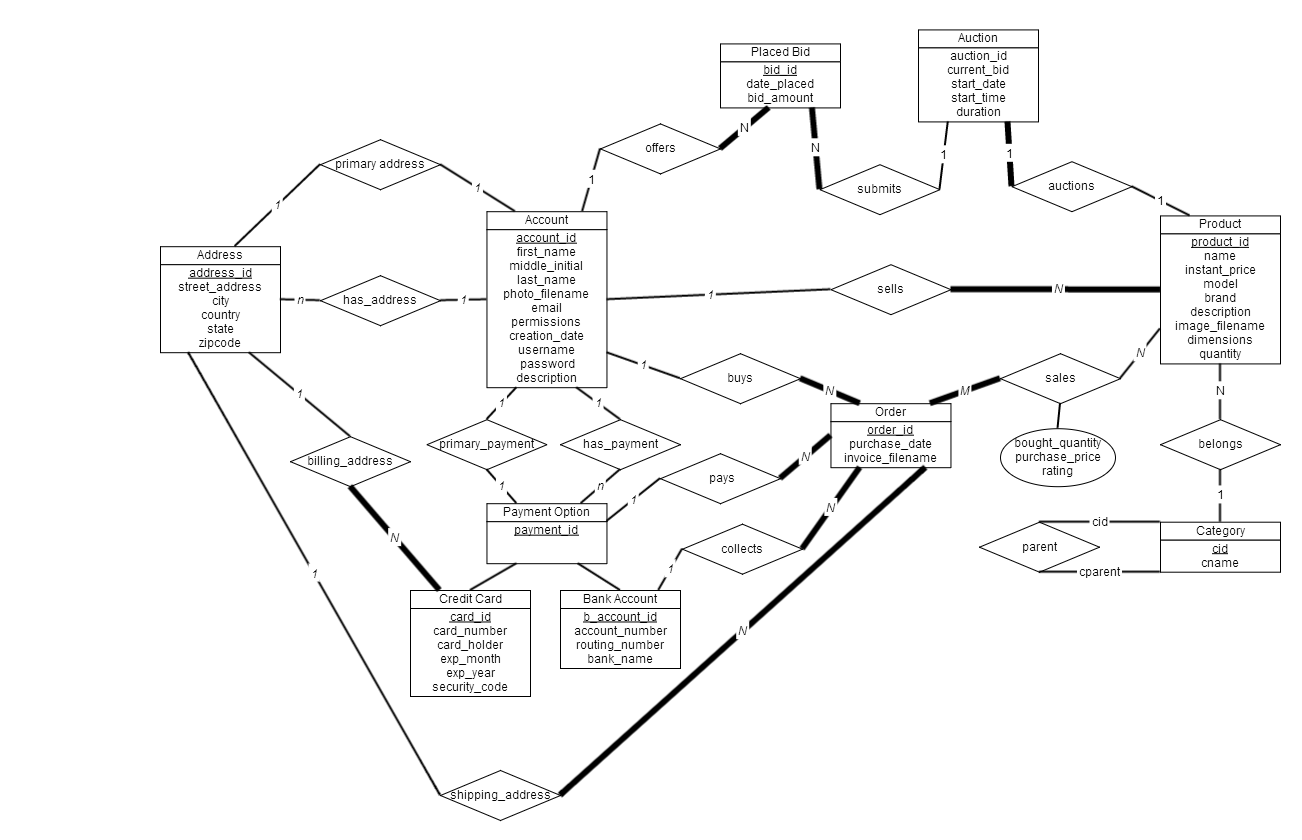 Auction
auction_id
current_bid
start_date
start_time
duration
Placed Bid
bid_id
date_placed
bid_amount
N
N
1
1
offers
primary address
submits
auctions
1
1
1
1
Account
account_id
first_name
middle_initial
last_name
photo_filename
email
permissions
creation_date
username
password
description
Product
product_id
name
instant_price
model
brand
description
image_filename
dimensions
quantity
Address
address_id
street_address
city
country
state
zipcode
n
has_address
1
1
sells
N
1
buys
N
M
sales
N
1
N
1
1
Order
order_id
purchase_date
invoice_filename
bought_quantity
purchase_price
rating
primary_payment
has_payment
belongs
billing_address
N
pays
1
n
1
1
Payment Option
payment_id
N
collects
1
N
cid
parent
cparent
Category
cid
cname
1
Credit Card
card_id
card_number
card_holder
exp_month
exp_year
security_code
Bank Account
b_account_id
account_number
routing_number
bank_name
N
shipping_address